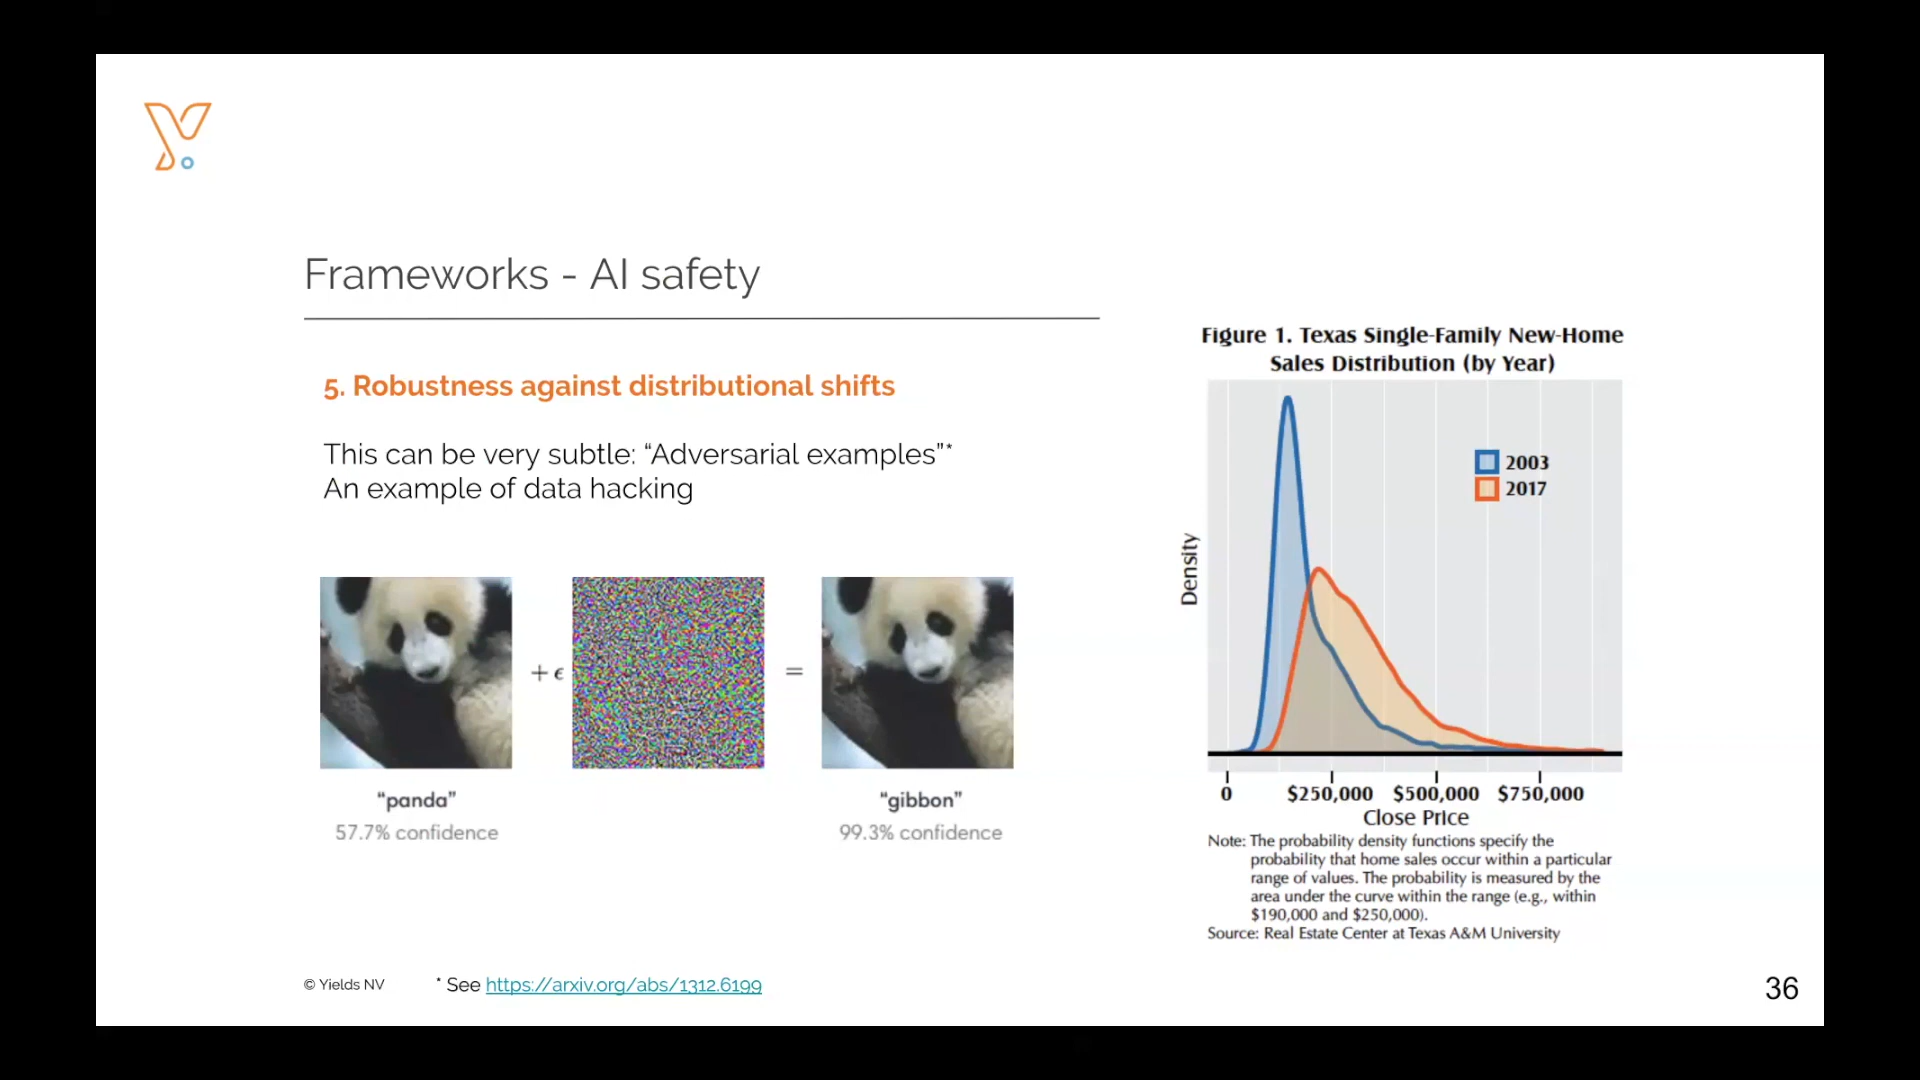 Frameworks - AI safety
5. Robustness against distributional shifts
This can be very subtle: “Adversarial examples”*
An example of data hacking
+ ϵ
=
“panda”
57.7% confidence
“gibbon”
99.3% confidence
Figure 1. Texas Single-Family New-Home
Sales Distribution (by Year)
2003
2017
Density
0 $250,000 $500,000 $750,000
Close Price
Note: The probability density functions specify the
probability that home sales occur within a particular
range of values. The probability is measured by the
area under the curve within the range (e.g., within
$190,000 and $250,000).
Source: Real Estate Center at Texas A&M University
© Yields NV
* See https://arxiv.org/abs/1312.6199
36